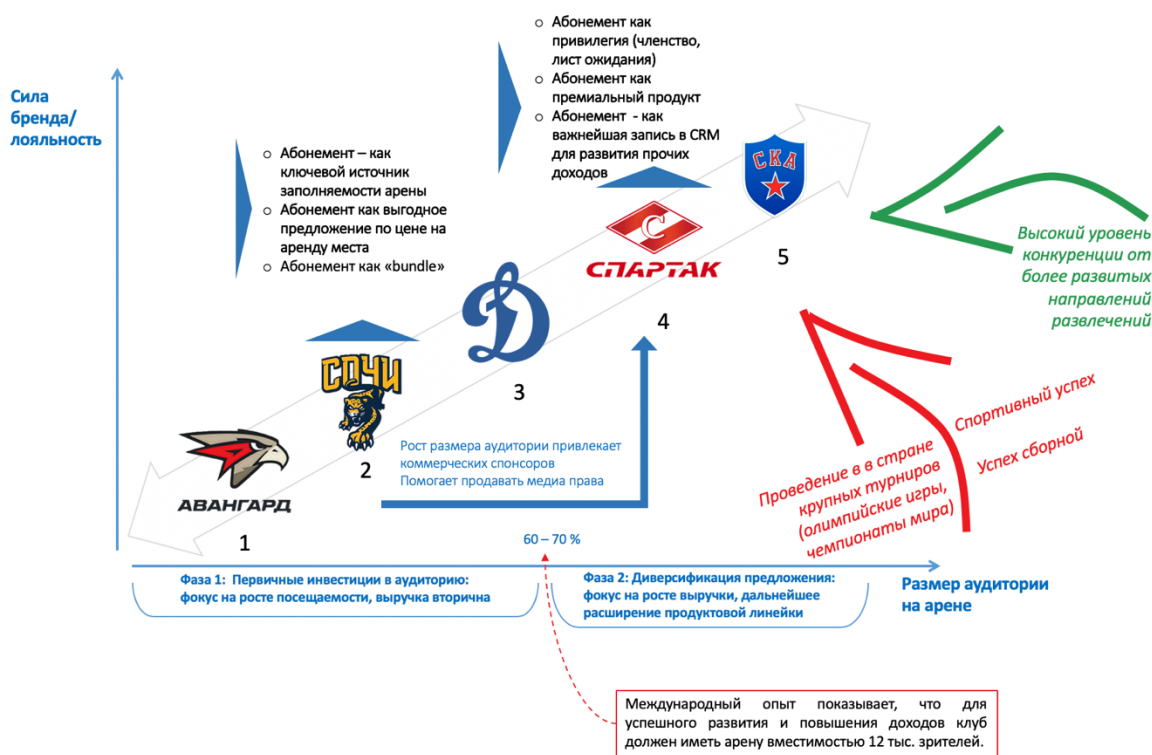 Сила
бренда/
лояльность
o Абонемент – как
ключевой источник
заполняемости арены
o Абонемент как выгодное
предложение по цене на
аренду места
o Абонемент как «bundle»
o Абонемент как
привилегия (членство,
лист ожидания)
o Абонемент как
премиальный продукт
o Абонемент - как
важнейшая запись в CRM
для развития прочих
доходов
СКА
5
С
СПАРТАК
4
Д
3
СОЧИ
2
АВАНГАРД
1
Высокий уровень
конкуренции от
более развитых
направлений
развлечений
Спортивный успех
Успех сборной
Проведение в в стране
крупных турниров
(олимпийские игры,
чемпионаты мира)
Рост размера аудитории привлекает
коммерческих спонсоров
Помогает продавать медиа права
60 – 70 %
Фаза 1: Первичные инвестиции в аудиторию:
фокус на росте посещаемости, выручка вторична
Фаза 2: Диверсификация предложения:
фокус на росте выручки, дальнейшее
расширение продуктовой линейки
Размер аудитории
на арене
Международный опыт показывает, что для
успешного развития и повышения доходов клуб
должен иметь арену вместимостью 12 тыс. зрителей.